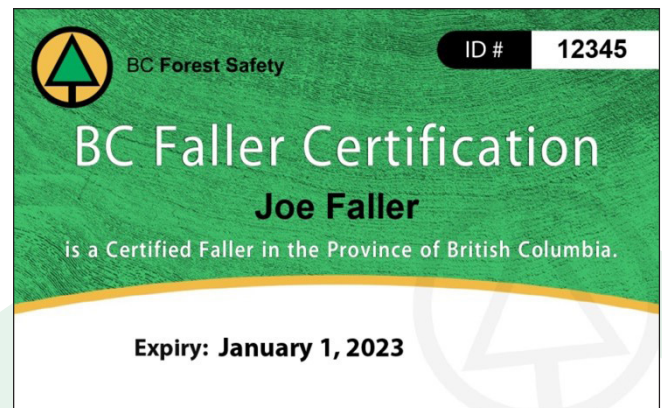 BC Forest Safety
ID # 12345
BC Faller Certification
Joe Faller
is a Certified Faller in the Province of British Columbia.
Expiry: January 1, 2023